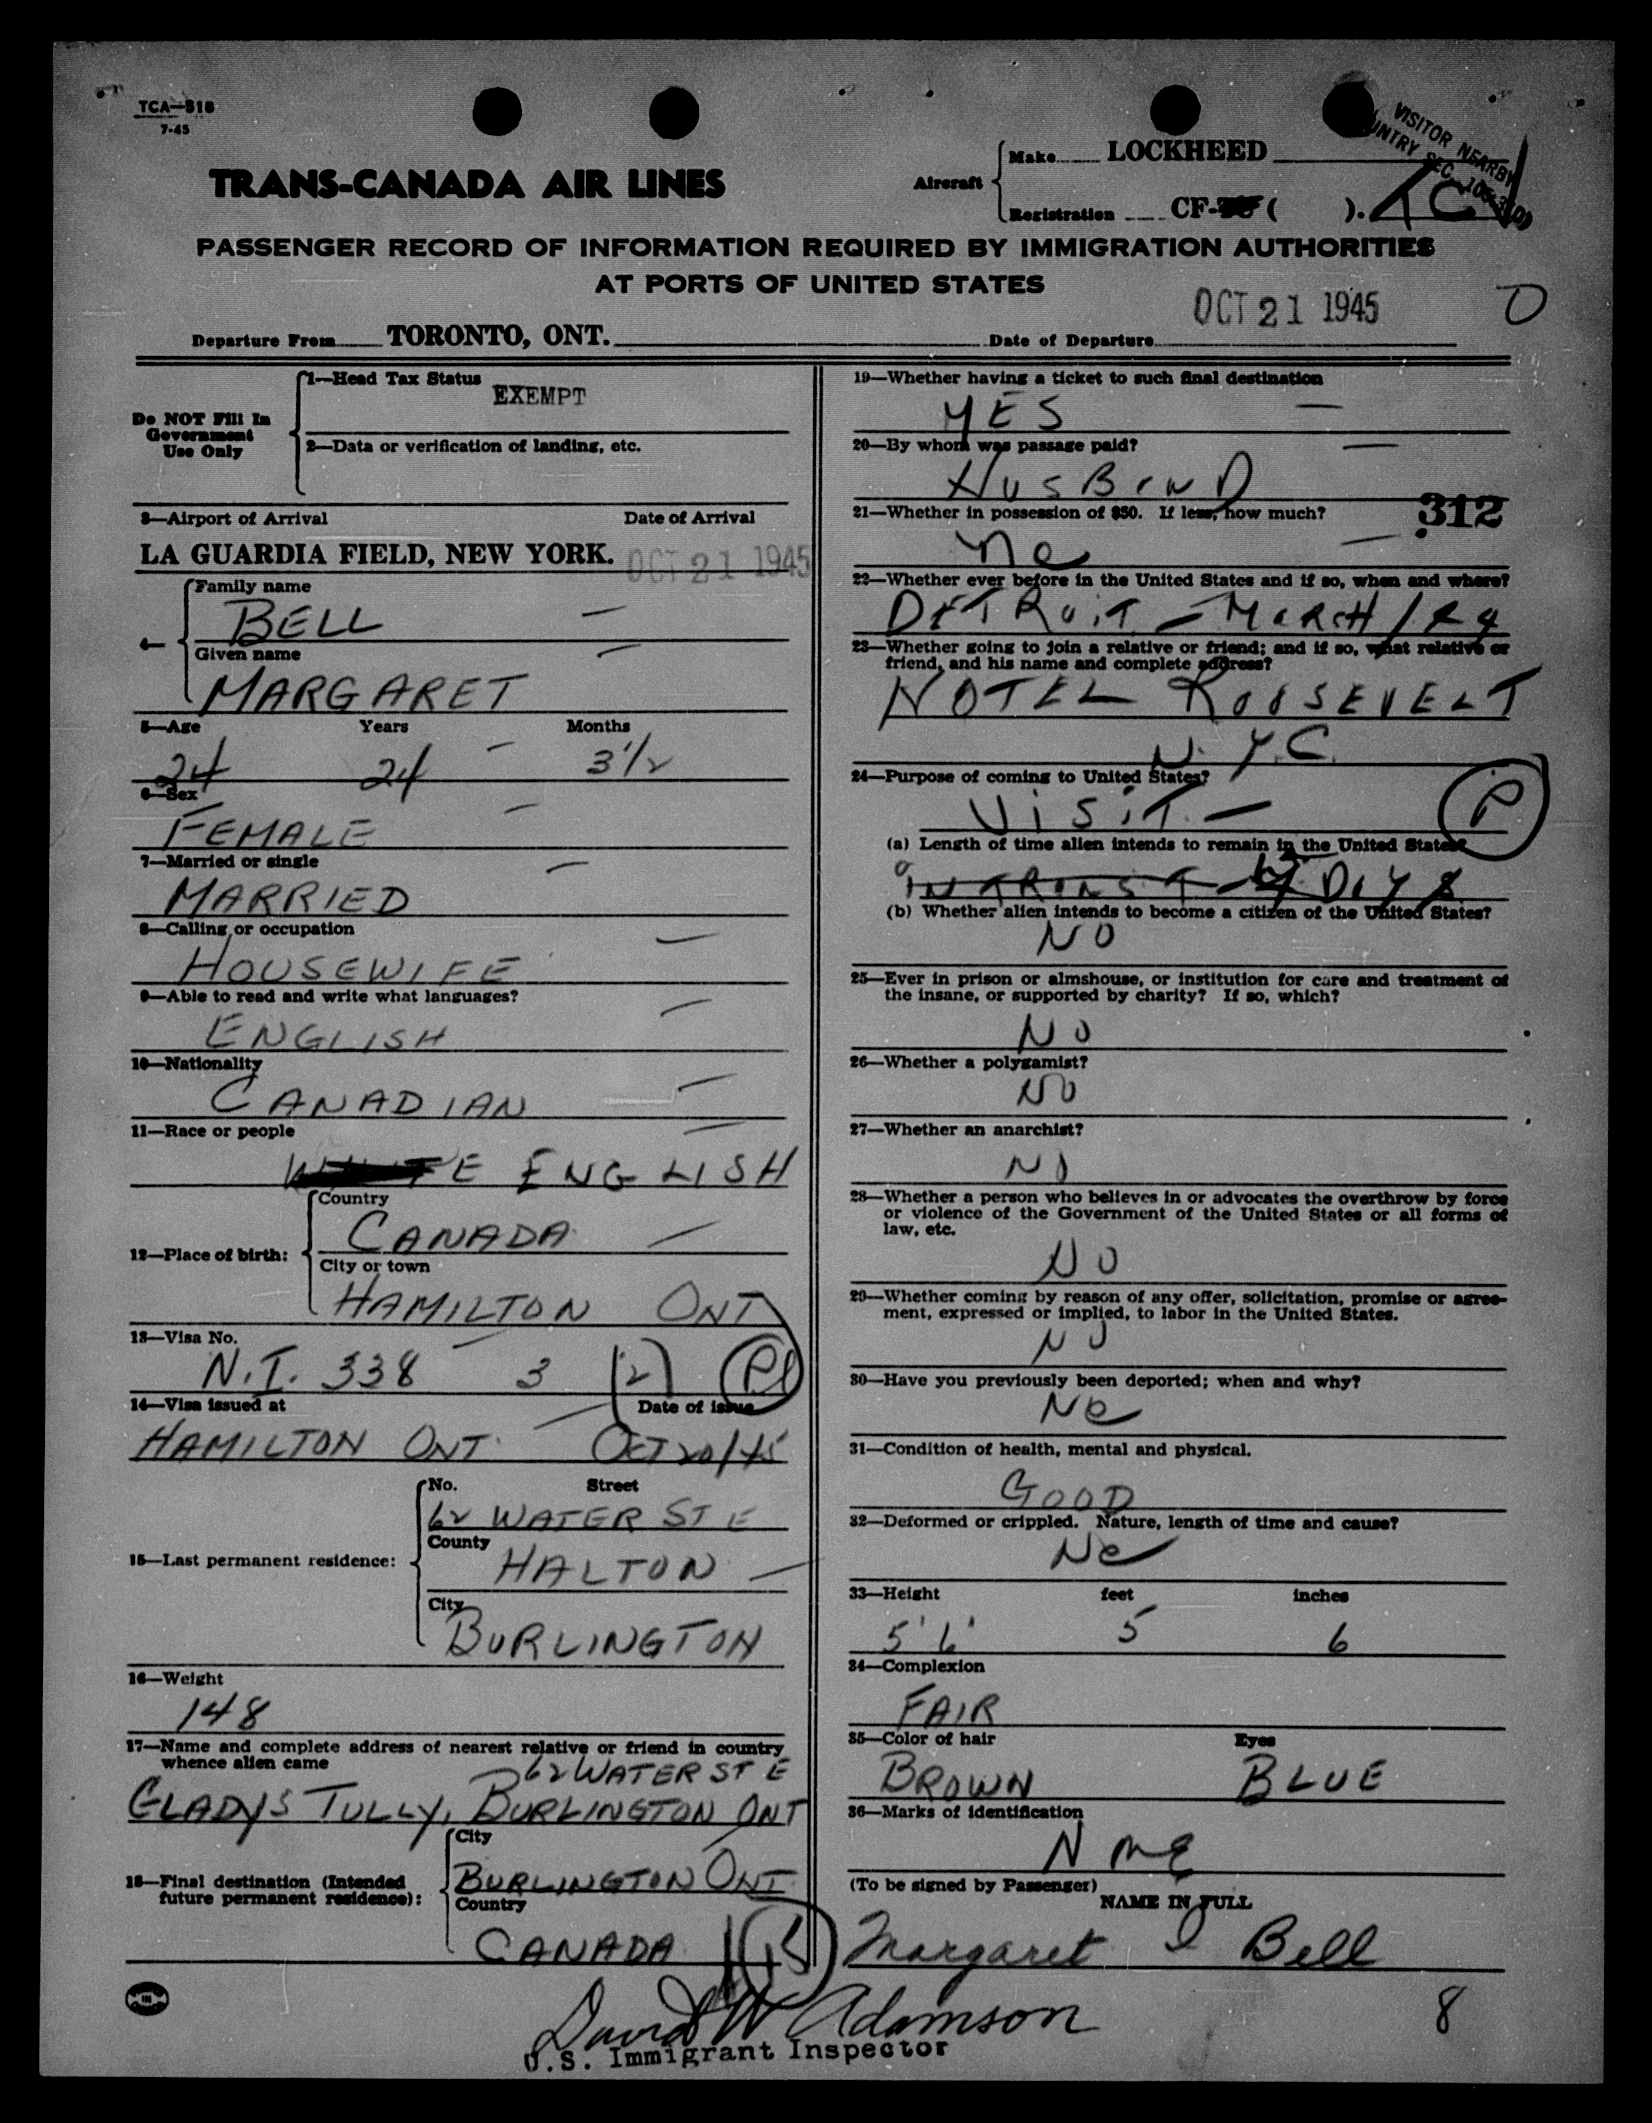 TCA—818
7-45
VISITOR NEARBY
TRANS-CANADA AIR LINES
Aircraft
Make LOCKHEED
Registration CF- ( ). TC
PASSENGER RECORD OF INFORMATION REQUIRED BY IMMIGRATION AUTHORITIES
AT PORTS OF UNITED STATES
OCT 21 1945
Departure From TORONTO, ONT. Date of Departure
Do NOT Fill In
Government
Use Only
1—Head Tax Status
EXEMPT
2—Data or verification of landing, etc.
3—Airport of Arrival Date of Arrival
LA GUARDIA FIELD, NEW YORK. OCT 21 1945
4—
Family name
BELL
Given name
MARGARET
5—Age Years Months
24 24 3 1/2
6—Sex
FEMALE
7—Married or single
MARRIED
8—Calling or occupation
HOUSEWIFE
9—Able to read and write what languages?
ENGLISH
10—Nationality
CANADIAN
11—Race or people
WHITE ENGLISH
12—Place of birth:
Country
CANADA
City or town
HAMILTON ONT
13—Visa No.
N.I. 338 3 (2)
14—Visa issued at Date of issue
HAMILTON ONT. OCT 20/45
15—Last permanent residence:
No. Street
62 WATER ST E
County
HALTON
City
BURLINGTON
16—Weight
148
17—Name and complete address of nearest relative or friend in country
whence alien came
62 WATER ST E
GLADYS TULLY, BURLINGTON ONT
18—Final destination (Intended
future permanent residence):
City
BURLINGTON ONT
Country
CANADA
19—Whether having a ticket to such final destination
YES
20—By whom was passage paid?
HUSBAND
21—Whether in possession of $50. If less, how much?
312
no
22—Whether ever before in the United States and if so, when and where?
DETROIT — MARCH
23—Whether going to join a relative or friend; and if so, what relative or
friend, and his name and complete address?
HOTEL ROOSEVELT
N.Y.C.
24—Purpose of coming to United States?
VISIT — P
(a) Length of time alien intends to remain in the United States?
IN TRANSIT — DAYS
(b) Whether alien intends to become a citizen of the United States?
NO
25—Ever in prison or almshouse, or institution for care and treatment of
the insane, or supported by charity? If so, which?
NO
26—Whether a polygamist?
NO
27—Whether an anarchist?
NO
28—Whether a person who believes in or advocates the overthrow by force
or violence of the Government of the United States or all forms of
law, etc.
NO
29—Whether coming by reason of any offer, solicitation, promise or agree-
ment, expressed or implied, to labor in the United States.
NO
30—Have you previously been deported; when and why?
No
31—Condition of health, mental and physical.
GOOD
32—Deformed or crippled. Nature, length of time and cause?
No
33—Height feet inches
5'6' 5 6
34—Complexion
FAIR
35—Color of hair Eyes
BROWN BLUE
36—Marks of identification
NONE
(To be signed by Passenger)
NAME IN FULL
Margaret I Bell
8
David W Adamson
U.S. Immigrant Inspector